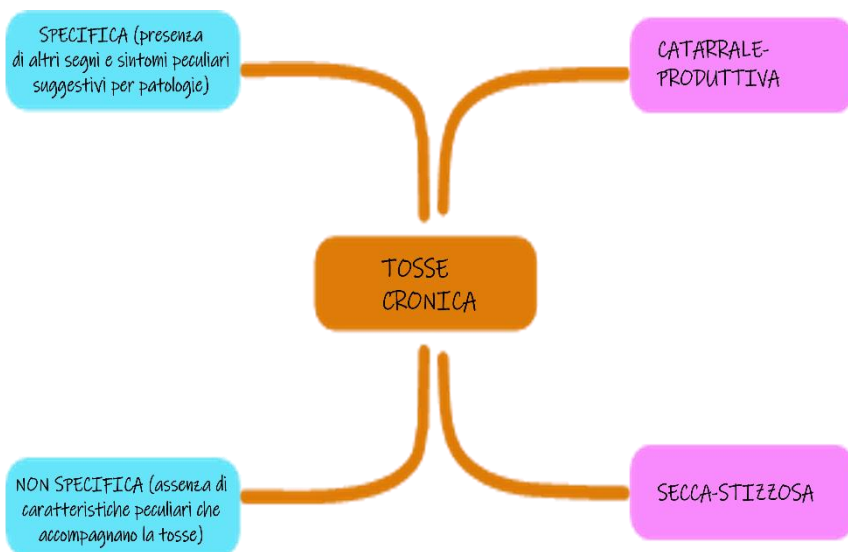 SPECIFICA (presenza
di altri segni e sintomi peculiari
suggestivi per patologie)
CATARRALE-
PRODUTTIVA
TOSSE
CRONICA
NON SPECIFICA (assenza di
caratteristiche peculiari che
accompagnano la tosse)
SECCA-STIZZOSA